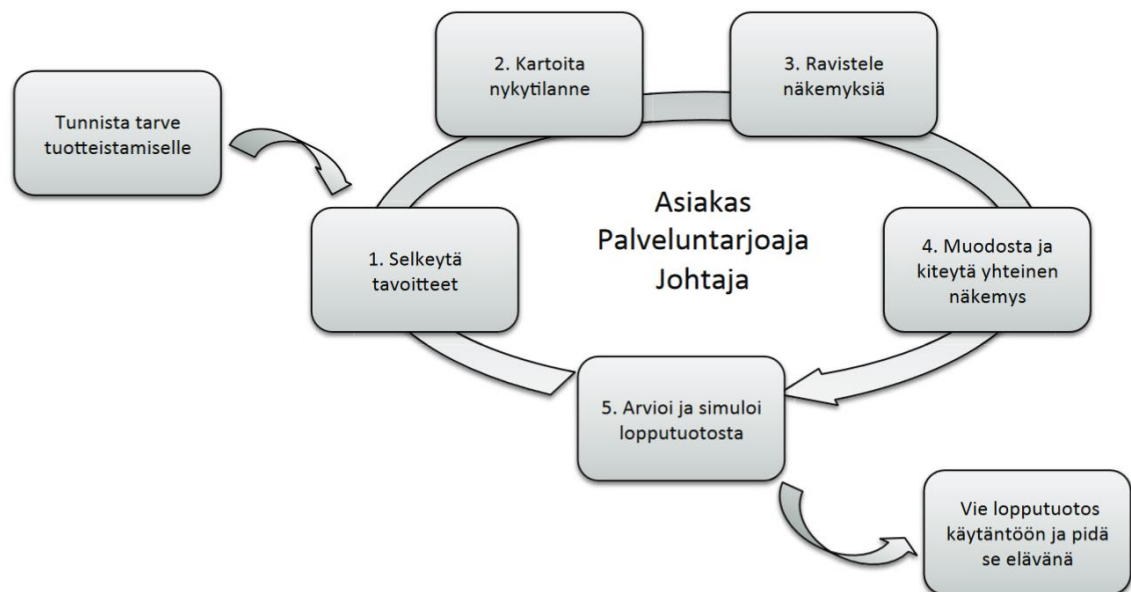 Tunnista tarve
tuotteistamiselle
2. Kartoita
nykytilanne
3. Ravistele
näkemyksiä
1. Selkeytä
tavoitteet
Asiakas
Palveluntarjoaja
Johtaja
4. Muodosta ja
kiteytä yhteinen
näkemys
5. Arvioi ja simuloi
lopputuotosta
Vie lopputuotos
käytäntöön ja pidä
se elävänä